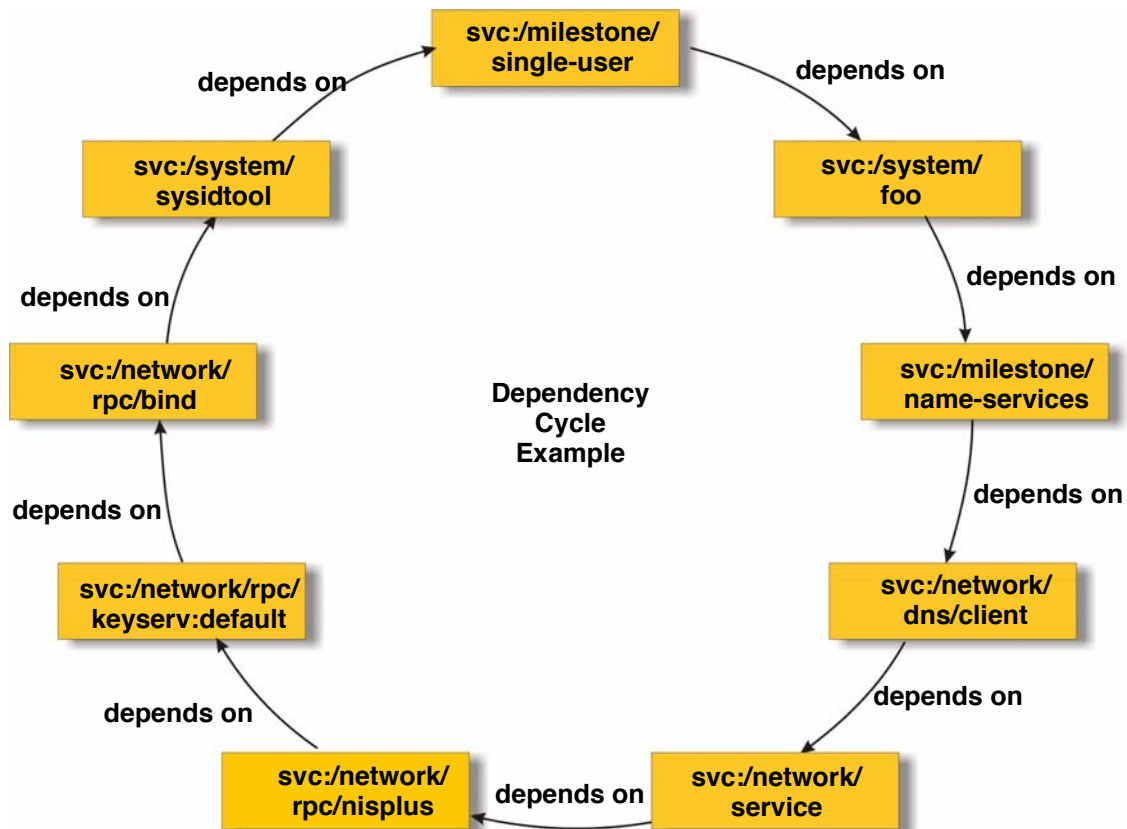 svc:/milestone/
single-user
depends on
depends on
svc:/system/
sysidtool
svc:/system/
foo
depends on
depends on
svc:/network/
rpc/bind
svc:/milestone/
name-services
Dependency
Cycle
Example
depends on
depends on
svc:/network/rpc/
keyserv:default
svc:/network/
dns/client
depends on
depends on
svc:/network/
rpc/nisplus
depends on
svc:/network/
service